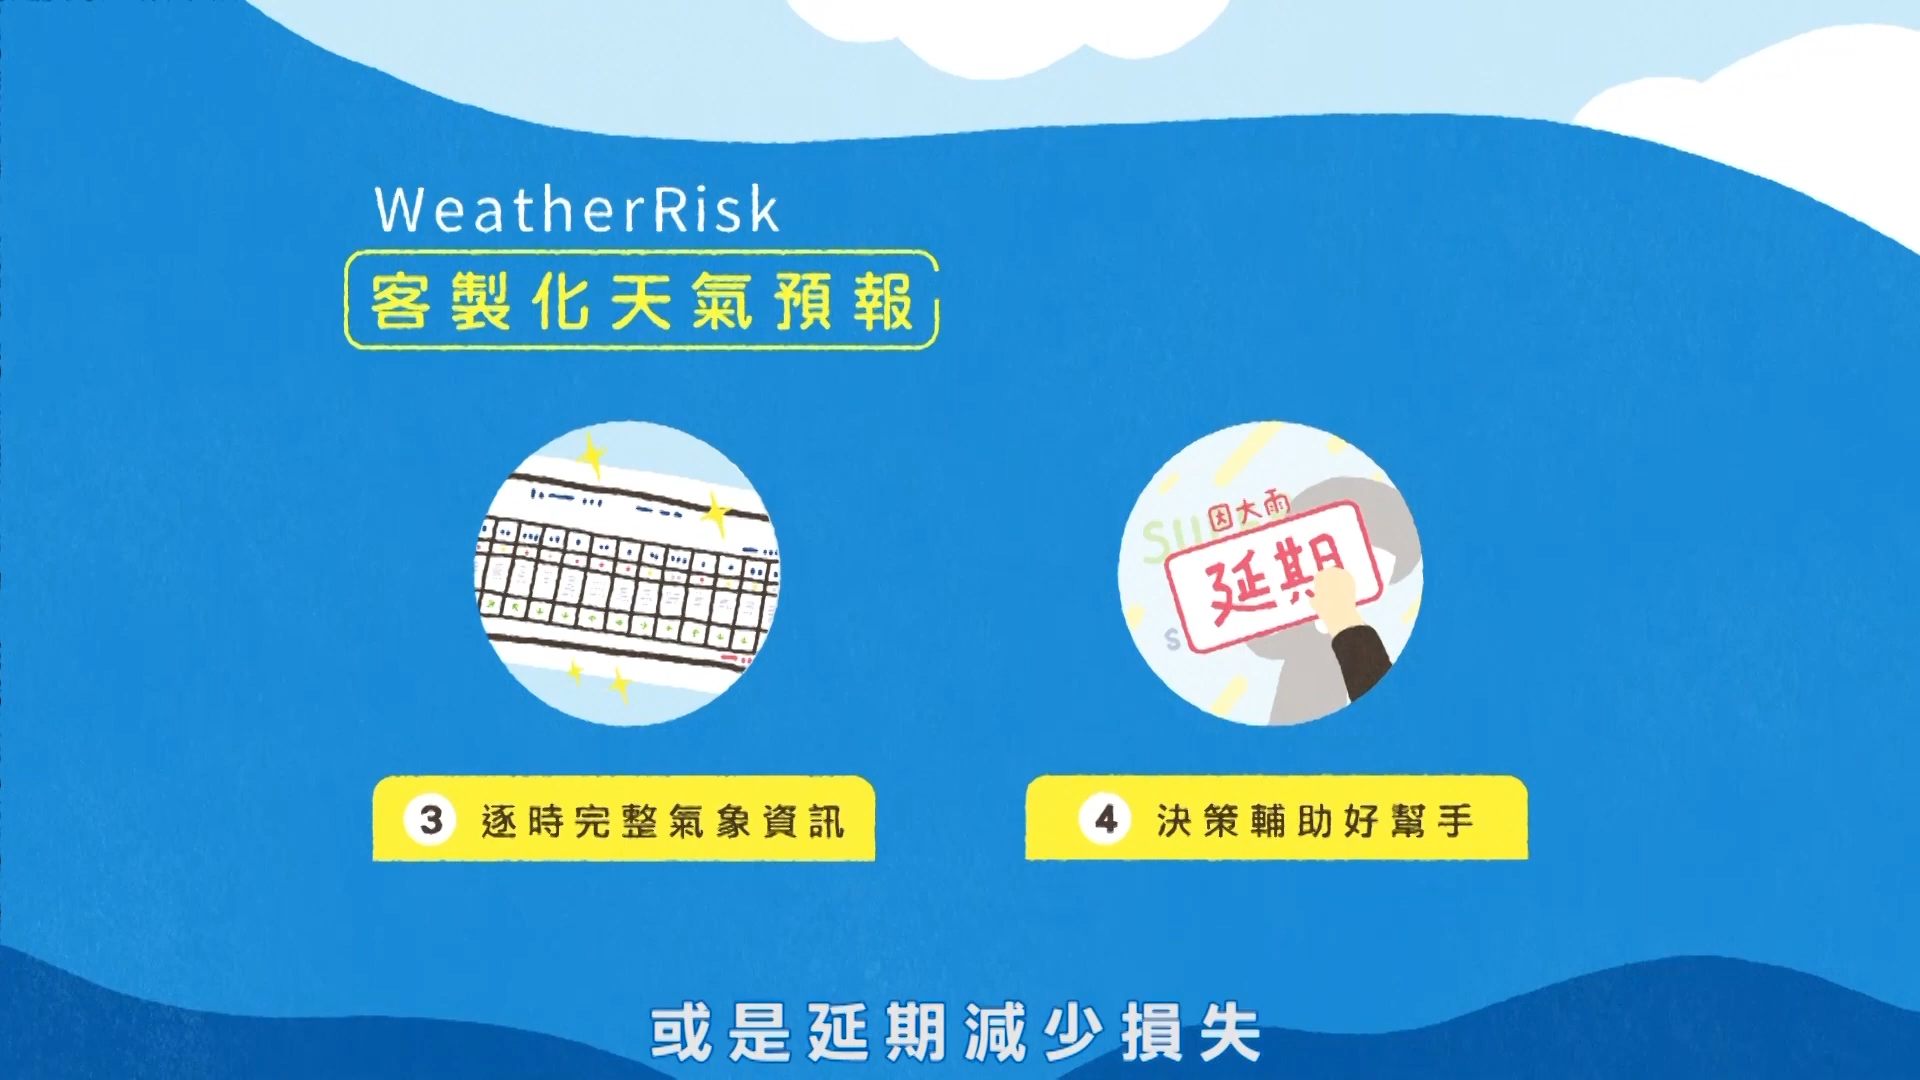 WeatherRisk
客製化天氣預報
因大雨
延期
3 逐時完整氣象資訊
4 決策輔助好幫手
或是延期減少損失